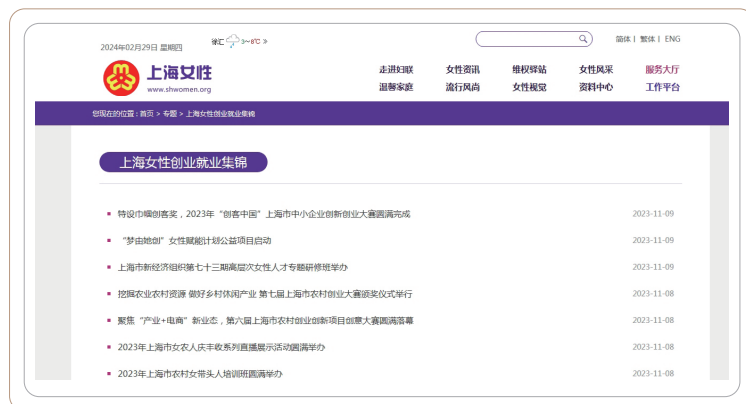 2024年02月29日 星期四
徐汇 3~8℃ >
简体 | 繁体 | ENG
上海女性
www.shwomen.org
走进妇联 女性资讯 维权驿站 女性风采 服务大厅
温馨家庭 流行风尚 女性视觉 资料中心 工作平台
您现在的位置：首页 > 专题 > 上海女性创业就业集锦
上海女性创业就业集锦
特设巾帼创客奖，2023年“创客中国”上海市中小企业创新创业大赛圆满完成 2023-11-09
“梦由她创”女性赋能计划公益项目启动 2023-11-09
上海市新经济组织第七十三期高层次女性人才专题研修班举办 2023-11-09
挖掘农业农村资源 做好乡村休闲产业 第七届上海市农村创业大赛颁奖仪式举行 2023-11-08
聚焦“产业+电商”新业态，第六届上海市农村创业创新项目创意大赛圆满落幕 2023-11-08
2023年上海市女农人庆丰收系列直播展示活动圆满举办 2023-11-08
2023年上海市农村女带头人培训班圆满举办 2023-11-08